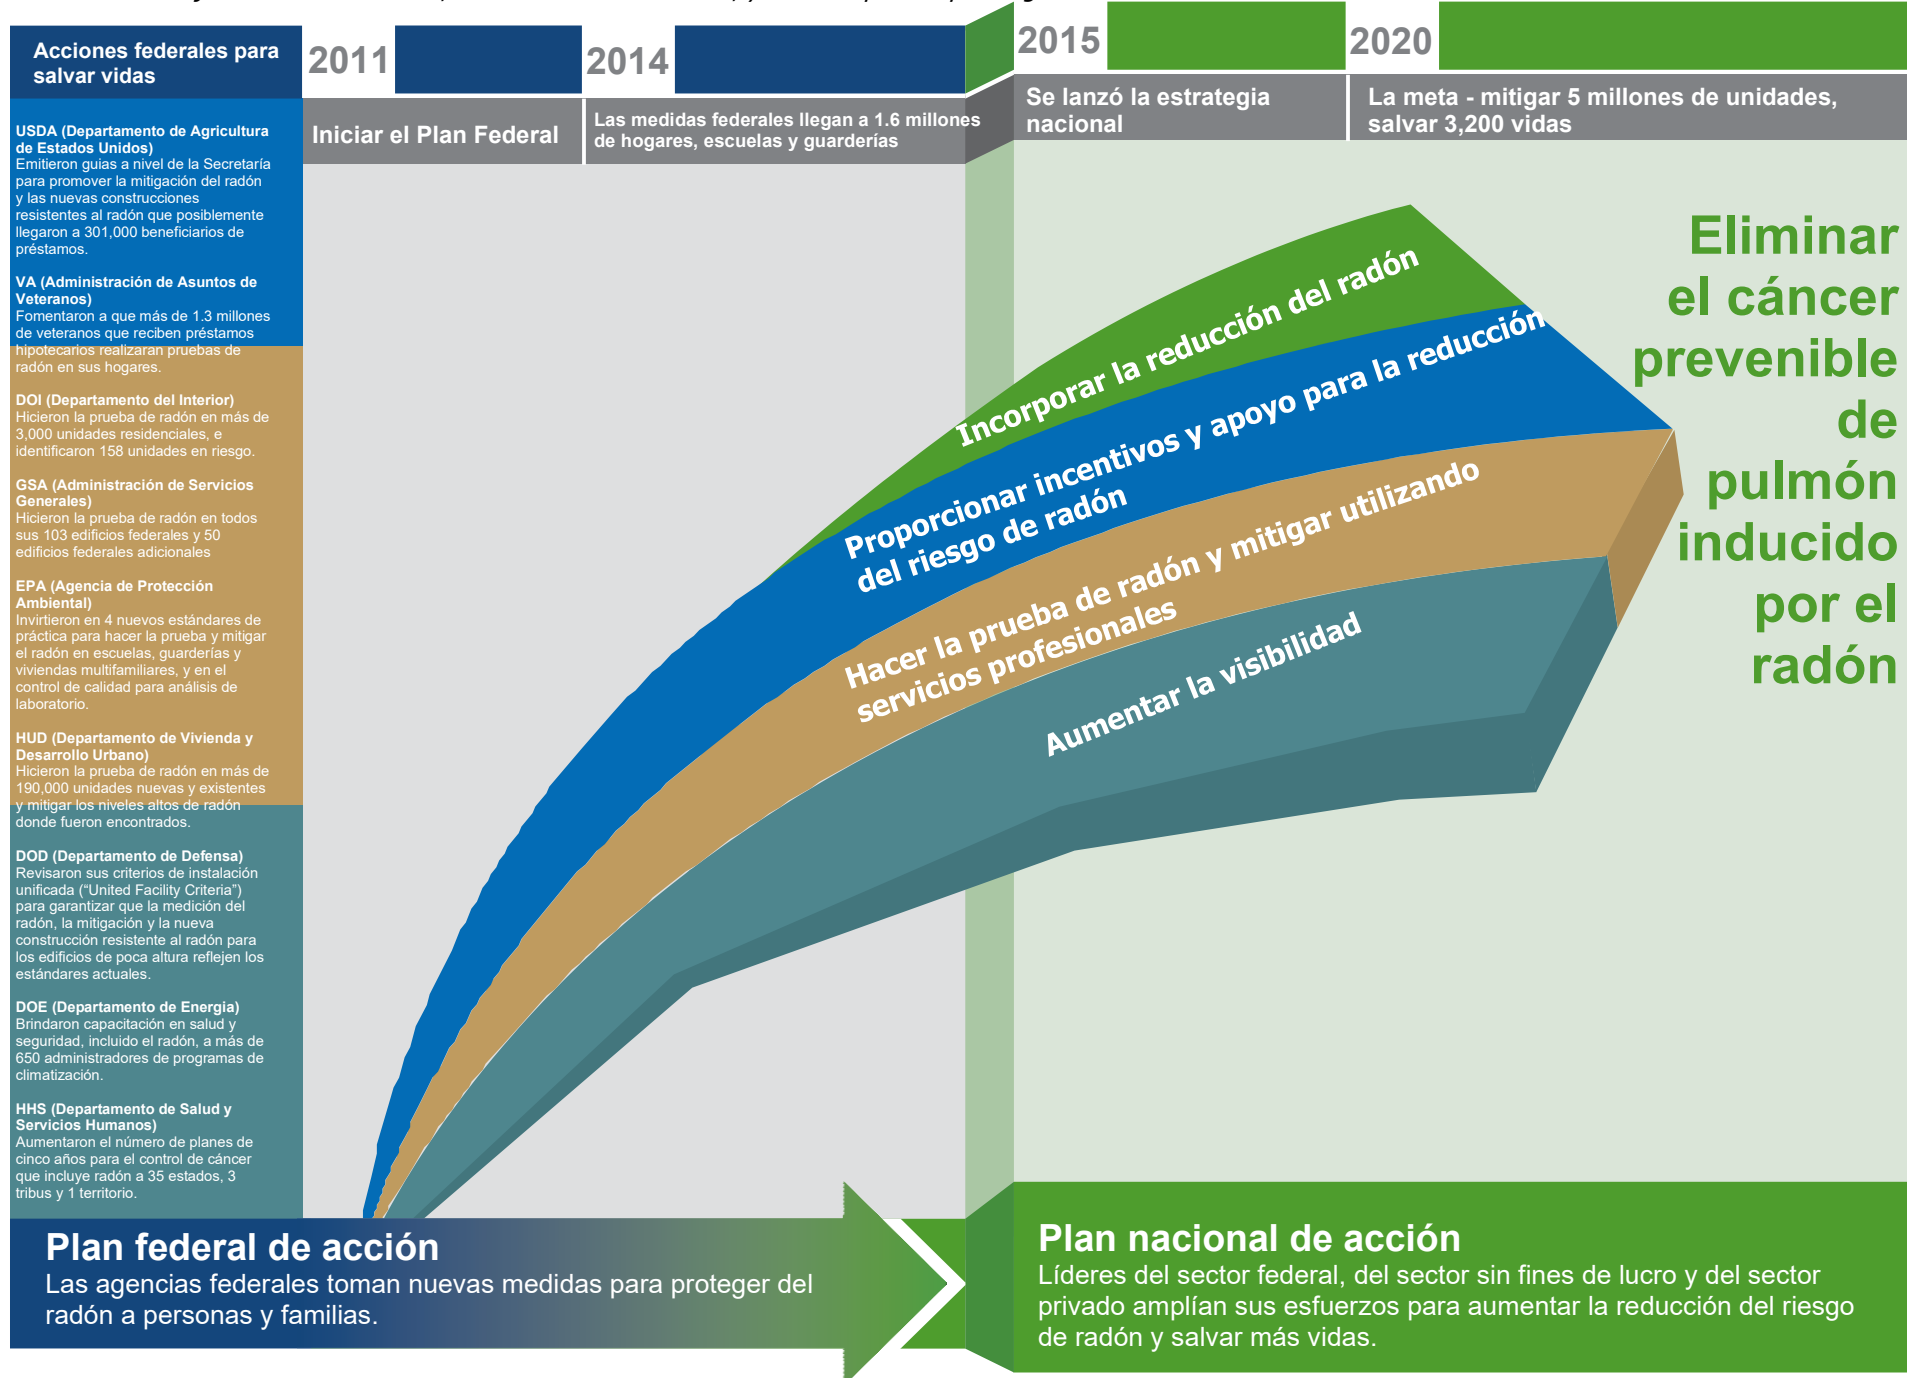 Acciones federales para
salvar vidas
2011
2014
2015
2020
Iniciar el Plan Federal
Las medidas federales llegan a 1.6 millones
de hogares, escuelas y guarderías
Se lanzó la estrategia
nacional
La meta - mitigar 5 millones de unidades,
salvar 3,200 vidas
USDA (Departamento de Agricultura
de Estados Unidos)
Emitieron guias a nivel de la Secretaría
para promover la mitigación del radón
y las nuevas construcciones
resistentes al radón que posiblemente
llegaron a 301,000 beneficiarios de
préstamos.
VA (Administración de Asuntos de
Veteranos)
Fomentaron a que más de 1.3 millones
de veteranos que reciben préstamos
hipotecarios realizaran pruebas de
radón en sus hogares.
DOI (Departamento del Interior)
Hicieron la prueba de radón en más de
3,000 unidades residenciales, e
identificaron 158 unidades en riesgo.
GSA (Administración de Servicios
Generales)
Hicieron la prueba de radón en todos
sus 103 edificios federales y 50
edificios federales adicionales
EPA (Agencia de Protección
Ambiental)
Invirtieron en 4 nuevos estándares de
práctica para hacer la prueba y mitigar
el radón en escuelas, guarderías y
viviendas multifamiliares, y en el
control de calidad para análisis de
laboratorio.
HUD (Departamento de Vivienda y
Desarrollo Urbano)
Hicieron la prueba de radón en más de
190,000 unidades nuevas y existentes
y mitigar los niveles altos de radón
donde fueron encontrados.
DOD (Departamento de Defensa)
Revisaron sus criterios de instalación
unificada (“United Facility Criteria”)
para garantizar que la medición del
radón, la mitigación y la nueva
construcción resistente al radón para
los edificios de poca altura reflejen los
estándares actuales.
DOE (Departamento de Energia)
Brindaron capacitación en salud y
seguridad, incluido el radón, a más de
650 administradores de programas de
climatización.
HHS (Departamento de Salud y
Servicios Humanos)
Aumentaron el número de planes de
cinco años para el control de cáncer
que incluye radón a 35 estados, 3
tribus y 1 territorio.
Incorporar la reducción del radón
Proporcionar incentivos y apoyo para la reducción
del riesgo de radón
Hacer la prueba de radón y mitigar utilizando
servicios profesionales
Aumentar la visibilidad
Eliminar
el cáncer
prevenible
de
pulmón
inducido
por el
radón
Plan federal de acción
Las agencias federales toman nuevas medidas para proteger del
radón a personas y familias.
Plan nacional de acción
Líderes del sector federal, del sector sin fines de lucro y del sector
privado amplían sus esfuerzos para aumentar la reducción del riesgo
de radón y salvar más vidas.